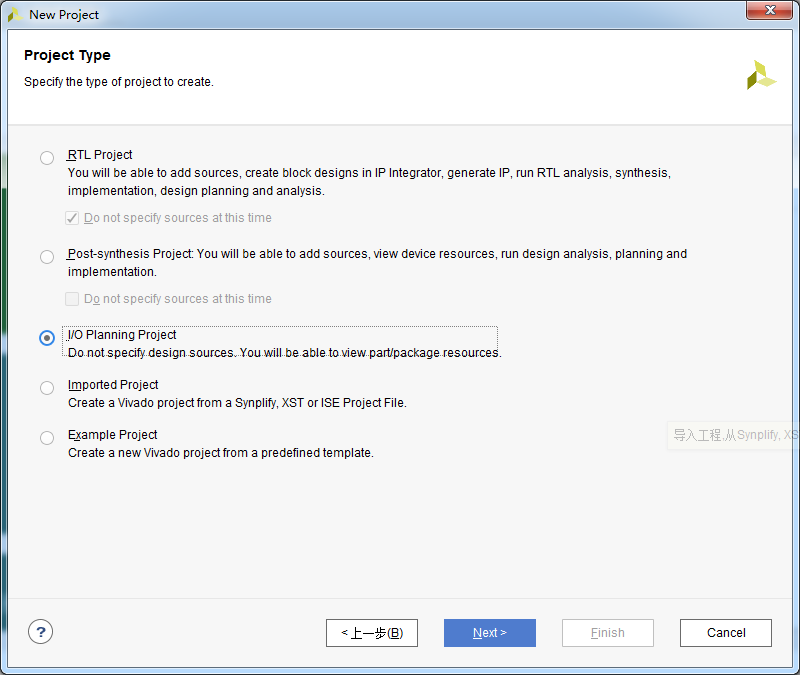 New Project
Project Type
Specify the type of project to create.
RTL Project
You will be able to add sources, create block designs in IP Integrator, generate IP, run RTL analysis, synthesis,
implementation, design planning and analysis.
Do not specify sources at this time
Post-synthesis Project: You will be able to add sources, view device resources, run design analysis, planning and
implementation.
Do not specify sources at this time
I/O Planning Project
Do not specify design sources. You will be able to view part/package resources.
Imported Project
Create a Vivado project from a Synplify, XST or ISE Project File.
Example Project
导入工程,从Synplify, XS
Create a new Vivado project from a predefined template.
?
< 上一步(B)
Next >
Finish
Cancel